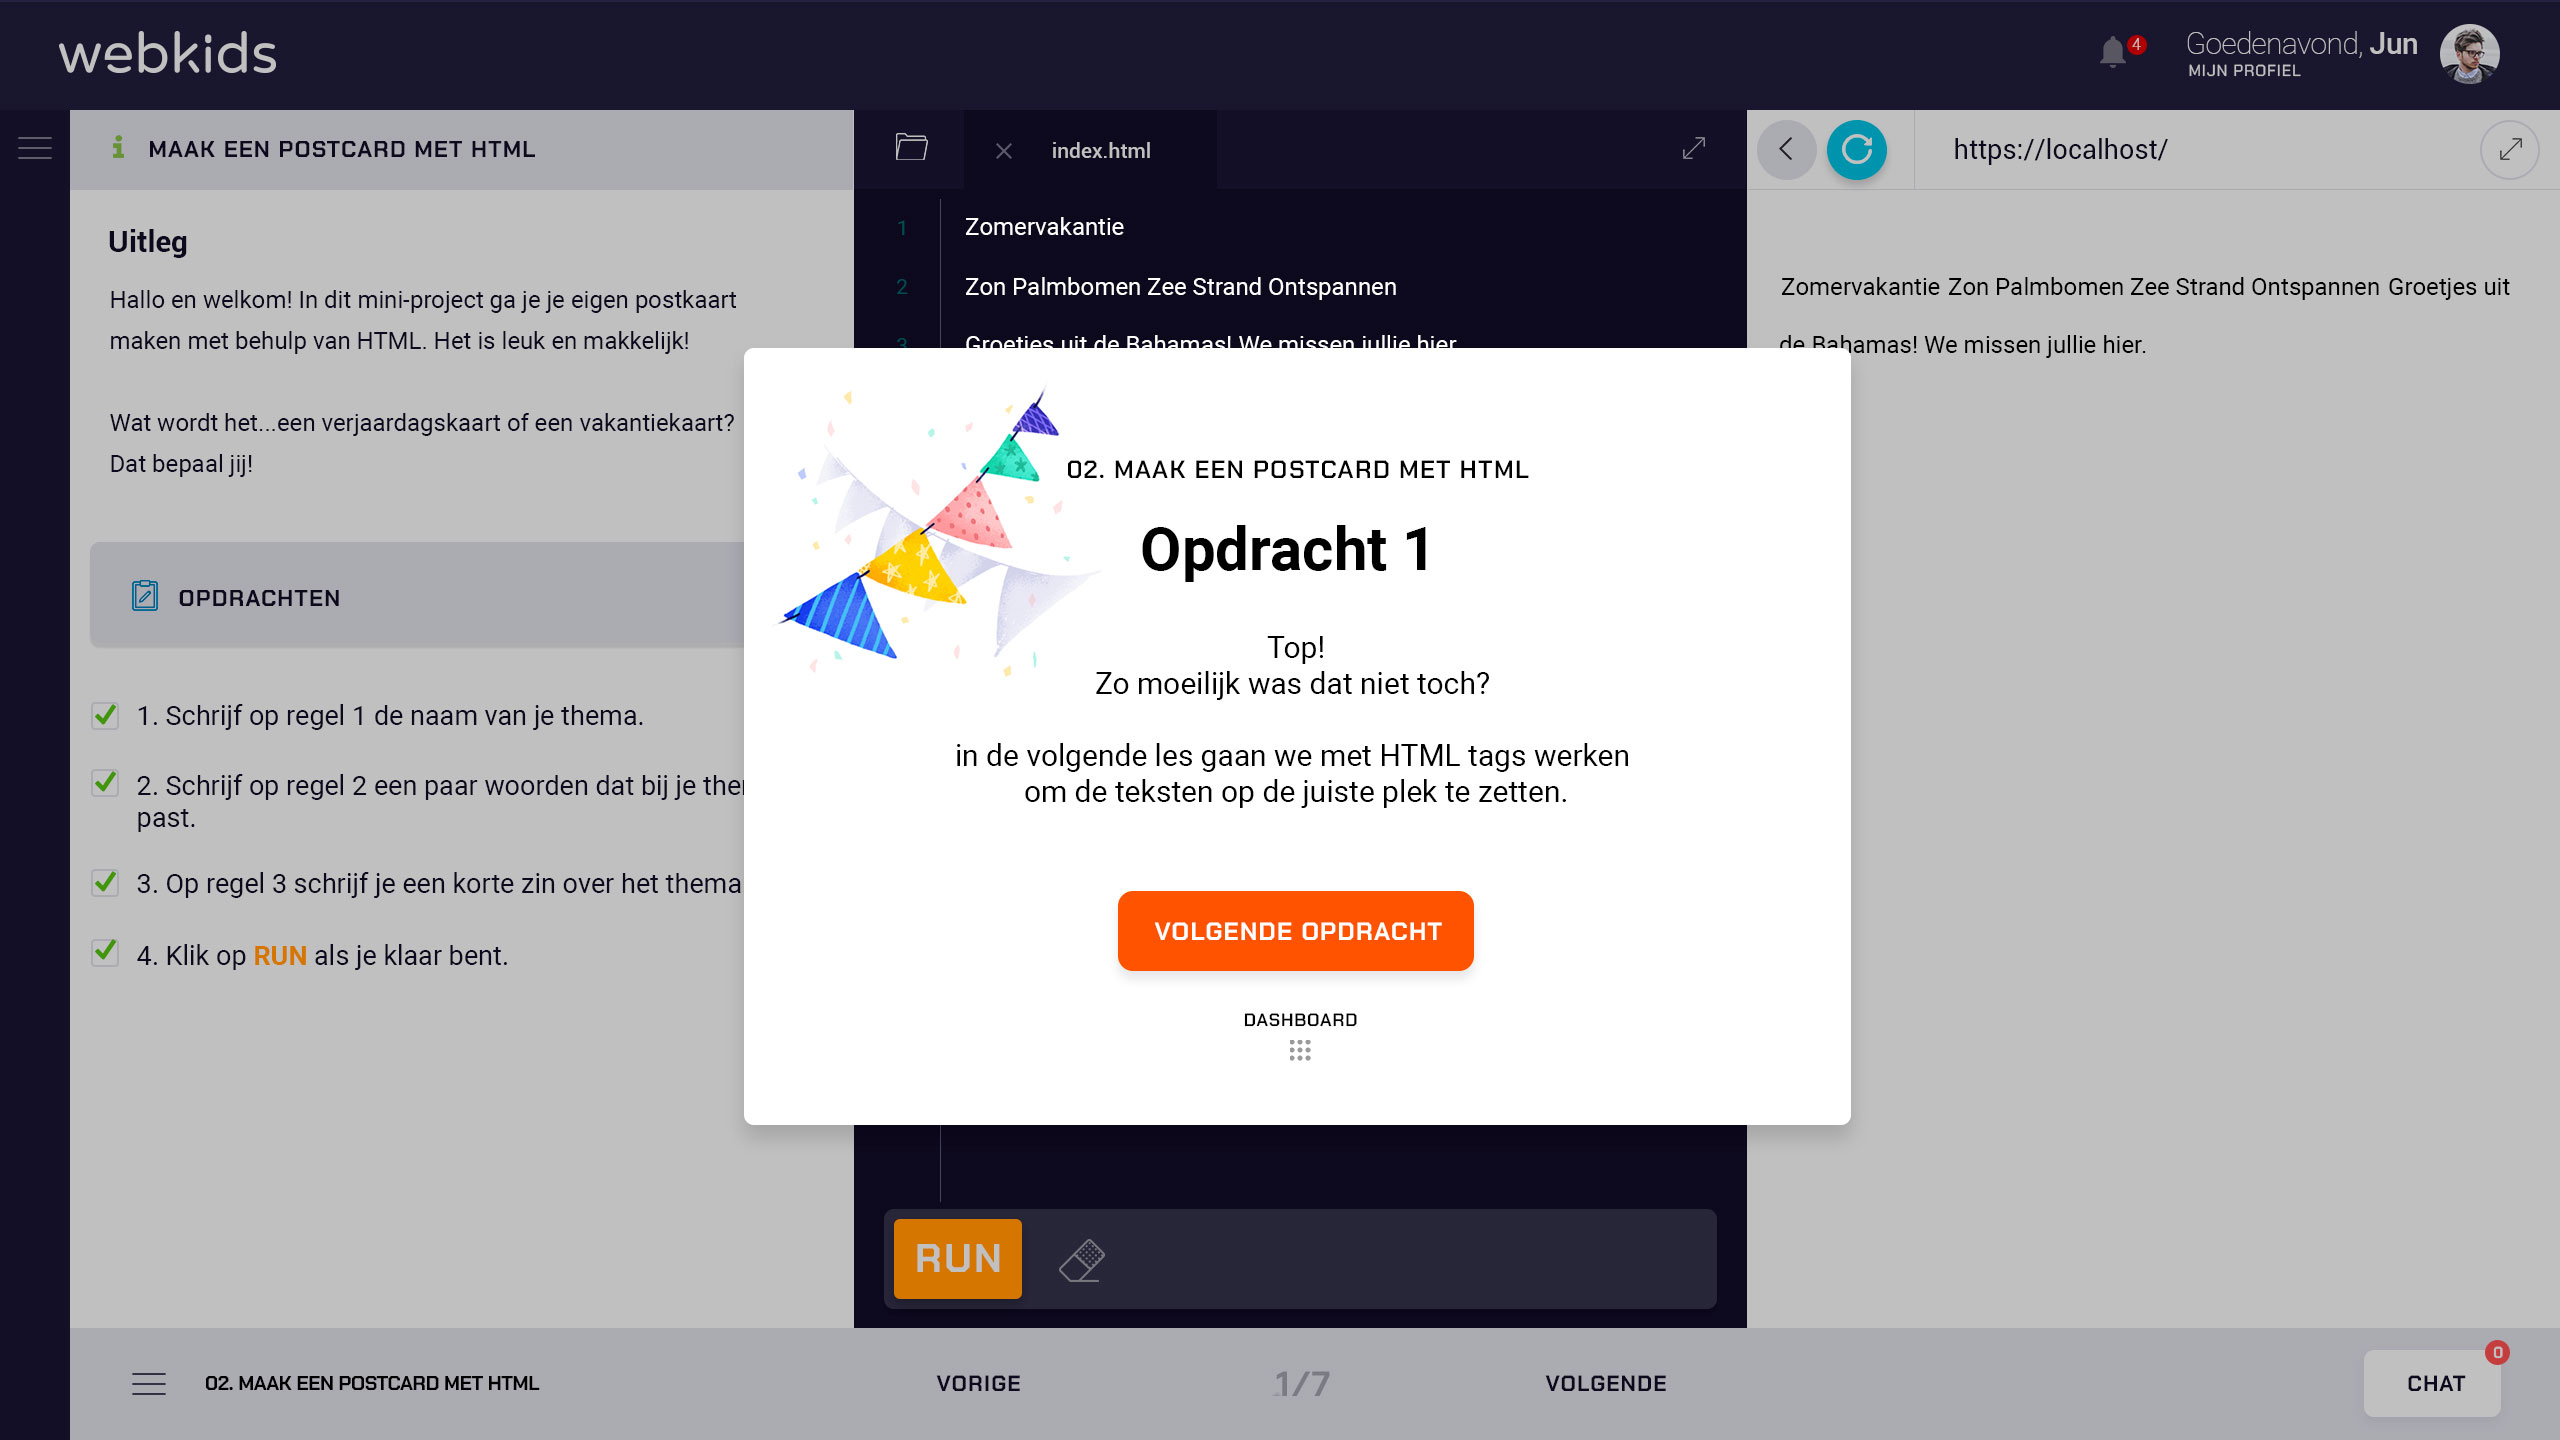 webkids
4
Goedenavond, Jun
MIJN PROFIEL
MAAK EEN POSTCARD MET HTML
Uitleg
Hallo en welkom! In dit mini-project ga je je eigen postkaart
maken met behulp van HTML. Het is leuk en makkelijk!
Wat wordt het...een verjaardagskaart of een vakantiekaart?
Dat bepaal jij!
OPDRACHTEN
1. Schrijf op regel 1 de naam van je thema.
2. Schrijf op regel 2 een paar woorden dat bij je
past.
3. Op regel 3 schrijf je een korte zin over het thema
4. Klik op RUN als je klaar bent.
index.html
1 Zomervakantie
2 Zon Palmbomen Zee Strand Ontspannen
3 Groetjes uit de Bahamas! We missen jullie hier
https://localhost/
Zomervakantie Zon Palmbomen Zee Strand Ontspannen Groetjes uit
de Bahamas! We missen jullie hier.
02. MAAK EEN POSTCARD MET HTML
Opdracht 1
Top!
Zo moeilijk was dat niet toch?
in de volgende les gaan we met HTML tags werken
om de teksten op de juiste plek te zetten.
VOLGENDE OPDRACHT
DASHBOARD
RUN
02. MAAK EEN POSTCARD MET HTML
VORIGE
1/7
VOLGENDE
CHAT
0